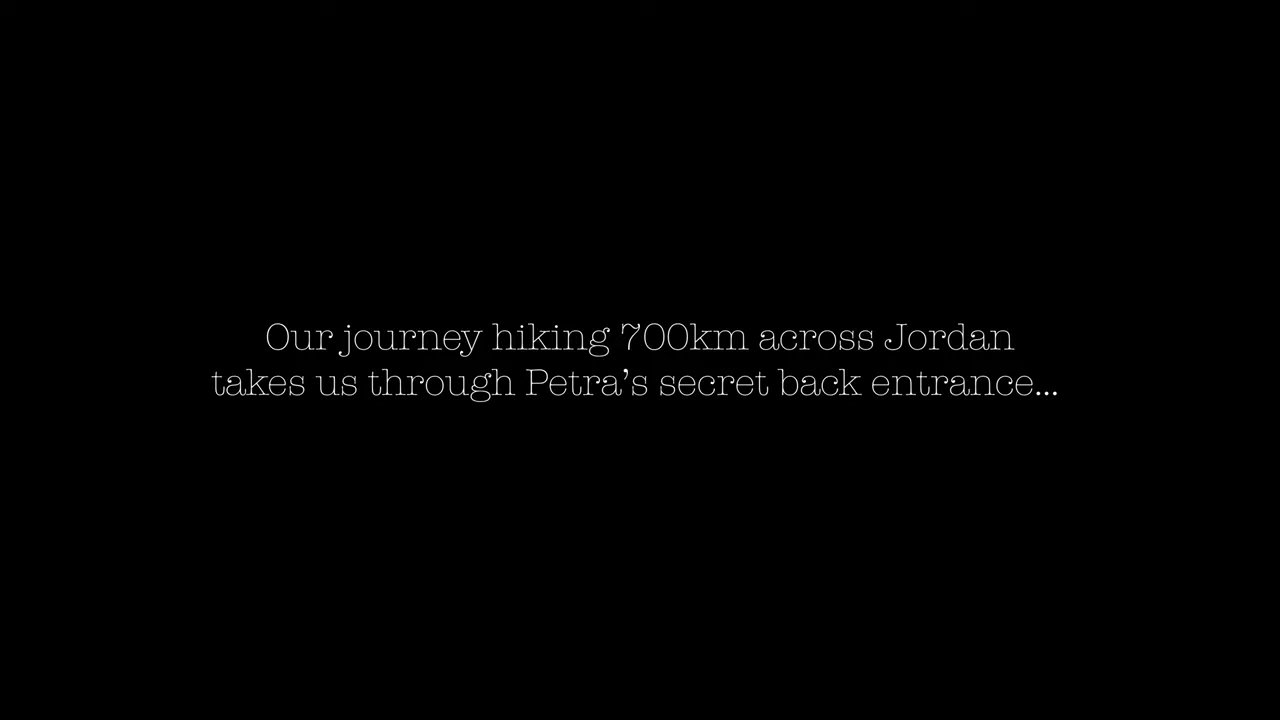 Our journey hiking 700km across Jordan
takes us through Petra’s secret back entrance...